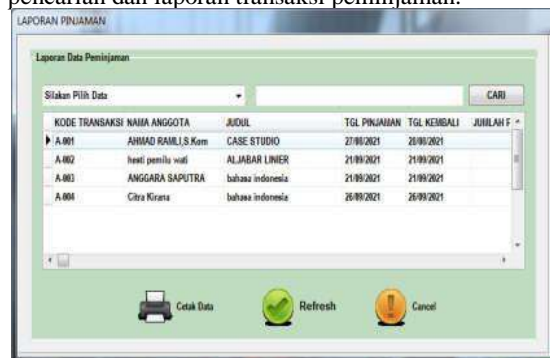 pencarian dan laporan transaksi peminjaman.
LAPORAN PINJAMAN
Laporan Data Peminjaman
Silakan Pilih Data CARI
KODE TRANSAKSI NAMA ANGGOTA JUDUL TGL PINJAMAN TGL KEMBALI JUMLAH P
A-001 AHMAD RAMLI,S.Kom CASE STUDIO 27/08/2021 28/08/2021
A-002 hesti pemilu wati ALJABAR LINIER 21/09/2021 21/09/2021
A-003 ANGGARA SAPUTRA bahasa indonesia 21/09/2021 21/09/2021
A-004 Citra Kirana bahasa indonesia 26/09/2021 26/09/2021
Cetak Data Refresh Cancel